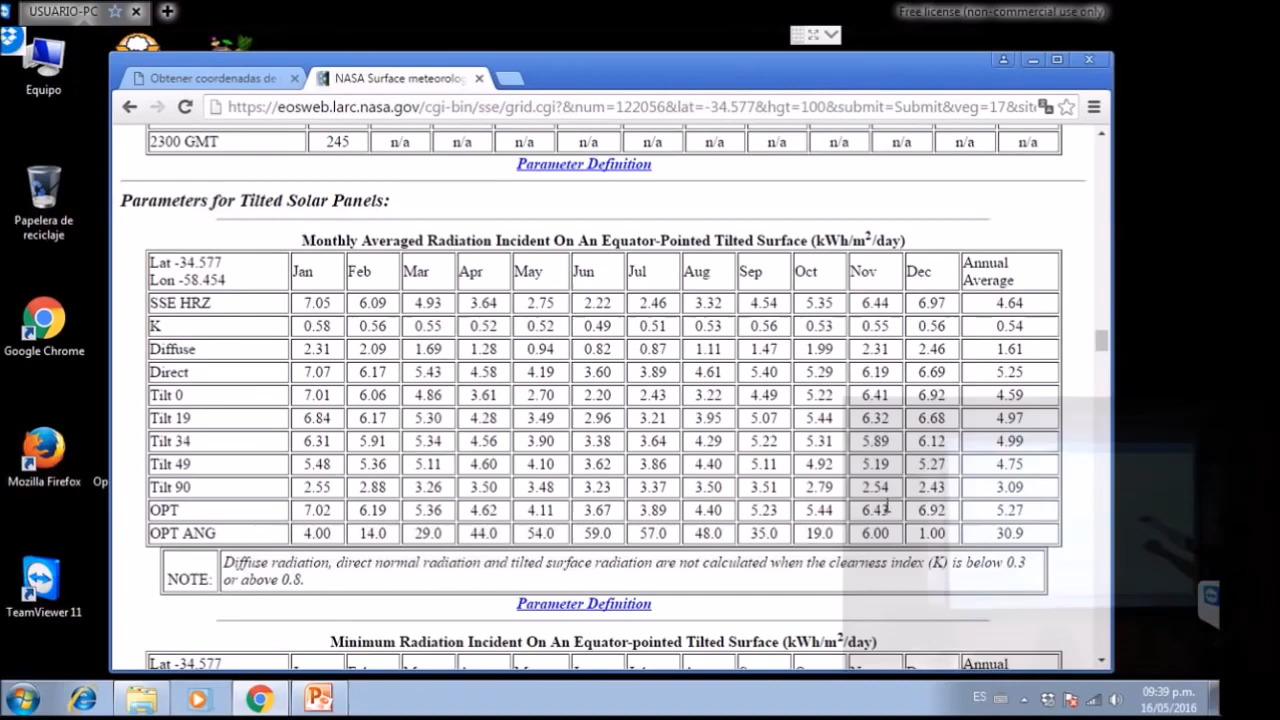 USUARIO-PC
Free license (non-commercial use only)
Equipo
Papelera de
reciclaje
Google Chrome
Mozilla Firefox
Op
TeamViewer 11
Obtener coordenadas de
NASA Surface meteorolog
https://eosweb.larc.nasa.gov/cgi-bin/sse/grid.cgi?&num=122056&lat=-34.577&hgt=100&submit=Submit&veg=17&sit
2300 GMT 245 n/a n/a n/a n/a n/a n/a n/a n/a n/a n/a n/a
Parameter Definition
Parameters for Tilted Solar Panels:
Monthly Averaged Radiation Incident On An Equator-Pointed Tilted Surface (kWh/m2/day)
Lat -34.577
Lon -58.454
Jan Feb Mar Apr May Jun Jul Aug Sep Oct Nov Dec Annual
Average
SSE HRZ 7.05 6.09 4.93 3.64 2.75 2.22 2.46 3.32 4.54 5.35 6.44 6.97 4.64
K 0.58 0.56 0.55 0.52 0.52 0.49 0.51 0.53 0.56 0.53 0.55 0.56 0.54
Diffuse 2.31 2.09 1.69 1.28 0.94 0.82 0.87 1.11 1.47 1.99 2.31 2.46 1.61
Direct 7.07 6.17 5.43 4.58 4.19 3.60 3.89 4.61 5.40 5.29 6.19 6.69 5.25
Tilt 0 7.01 6.06 4.86 3.61 2.70 2.20 2.43 3.22 4.49 5.22 6.41 6.92 4.59
Tilt 19 6.84 6.17 5.30 4.28 3.49 2.96 3.21 3.95 5.07 5.44 6.32 6.68 4.97
Tilt 34 6.31 5.91 5.34 4.56 3.90 3.38 3.64 4.29 5.22 5.31 5.89 6.12 4.99
Tilt 49 5.48 5.36 5.11 4.60 4.10 3.62 3.86 4.40 5.11 4.92 5.19 5.27 4.75
Tilt 90 2.55 2.88 3.26 3.50 3.48 3.23 3.37 3.50 3.51 2.79 2.54 2.43 3.09
OPT 7.02 6.19 5.36 4.62 4.11 3.67 3.89 4.40 5.23 5.44 6.43 6.92 5.27
OPT ANG 4.00 14.0 29.0 44.0 54.0 59.0 57.0 48.0 35.0 19.0 6.00 1.00 30.9
NOTE: Diffuse radiation, direct normal radiation and tilted surface radiation are not calculated when the clearness index (K) is below 0.3
or above 0.8.
Parameter Definition
Minimum Radiation Incident On An Equator-pointed Tilted Surface (kWh/m2/day)
Lat -34.577
Annual
ES
09:39 p.m.
16/05/2016